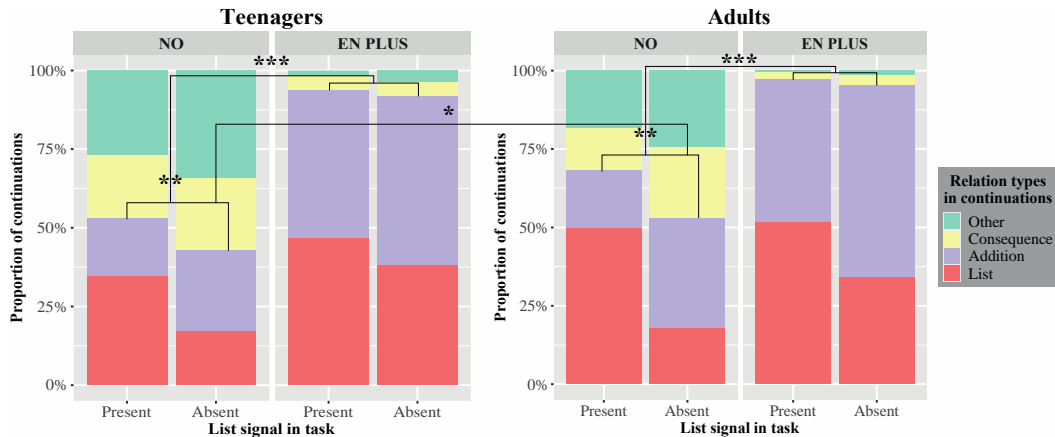 Teenagers
Adults
NO
EN PLUS
NO
EN PLUS
***
***
*
**
**
100%
75%
50%
25%
0%
100%
75%
50%
25%
0%
Proportion of continuations
Proportion of continuations
Present
Absent
Present
Absent
Present
Absent
Present
Absent
List signal in task
List signal in task
Relation types
in continuations
Other
Consequence
Addition
List